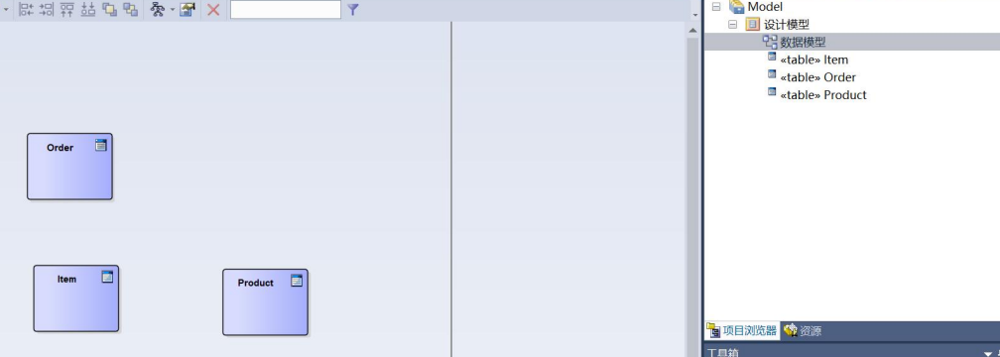 Model
设计模型
数据模型
«table» Item
«table» Order
«table» Product
Order
Item
Product
项目浏览器 资源
工具箱